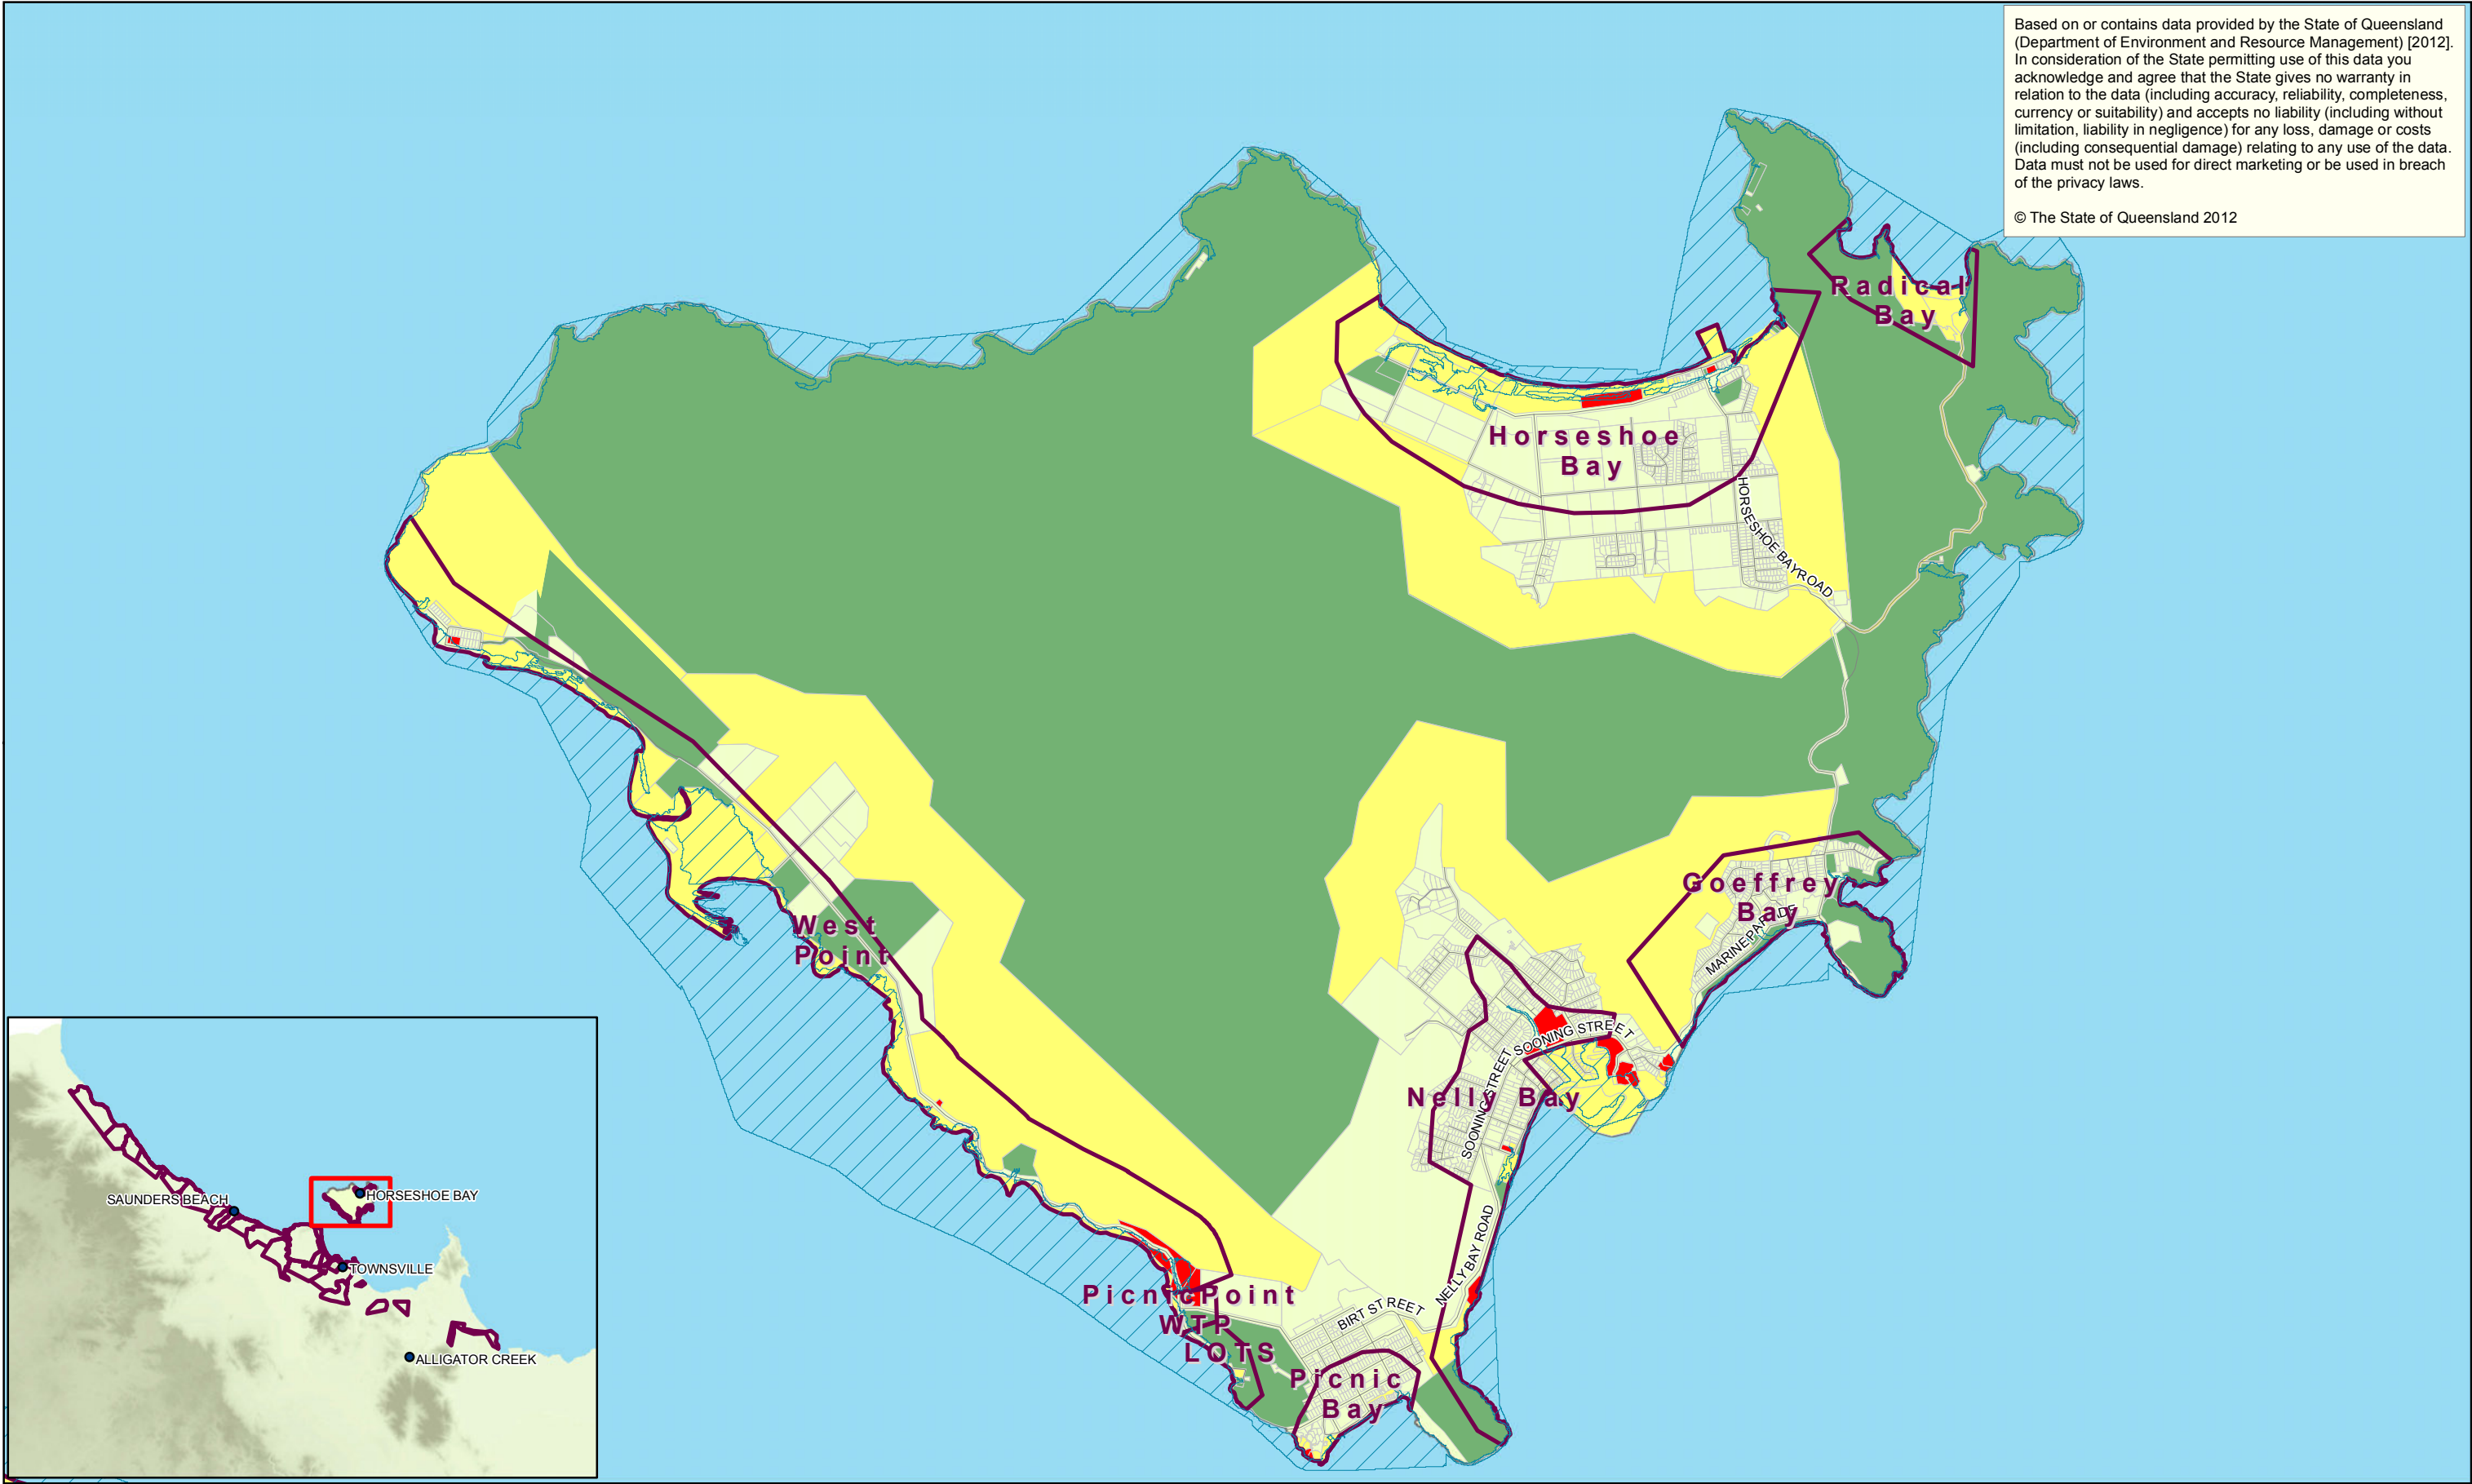 Based on or contains data provided by the State of Queensland
(Department of Environment and Resource Management) [2012].
In consideration of the State permitting use of this data you
acknowledge and agree that the State gives no warranty in
relation to the data (including accuracy, reliability, completeness,
currency or suitability) and accepts no liability (including without
limitation, liability in negligence) for any loss, damage or costs
(including consequential damage) relating to any use of the data.
Data must not be used for direct marketing or be used in breach
of the privacy laws.
© The State of Queensland 2012
Radical
Bay
Horseshoe
Bay
HORSESHOE BAY ROAD
Goeffrey
Bay
MARINE PARADE
West
Point
SOONING STREET
SOONING STREET
Nelly Bay
NELLY BAY ROAD
BIRT STREET
Picnic Point
WTP
LOTS
Picnic
Bay
SAUNDERS BEACH
HORSESHOE BAY
TOWNSVILLE
ALLIGATOR CREEK